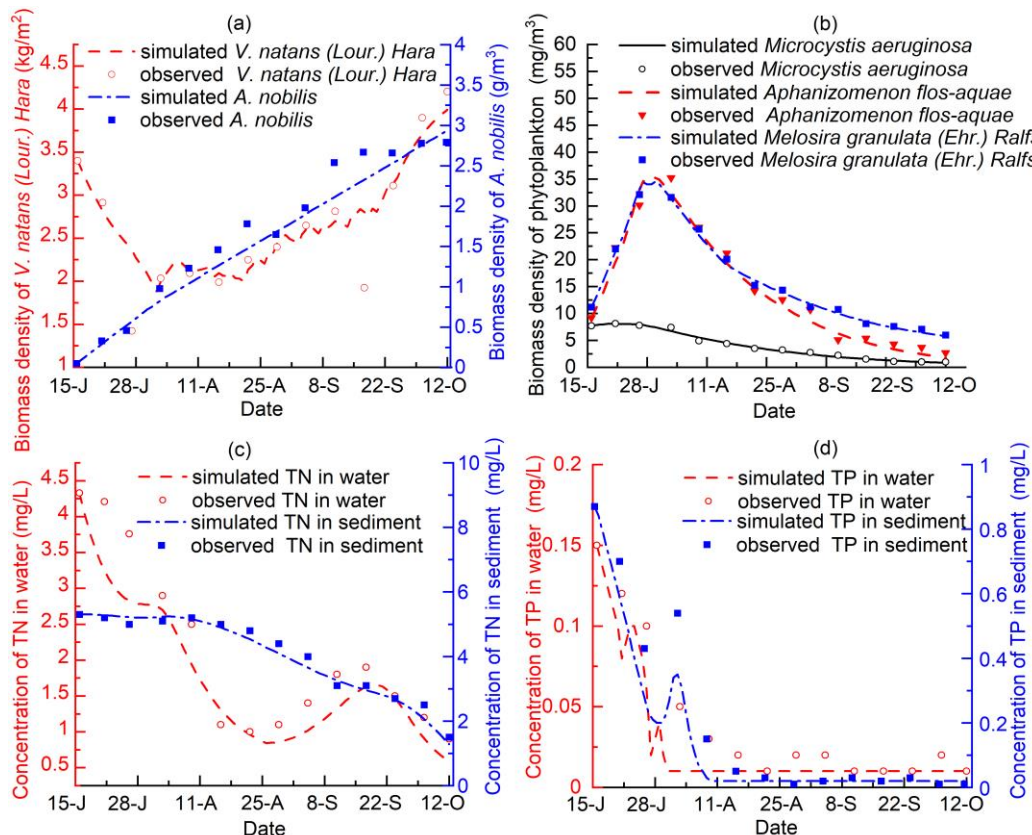 (a)
simulated V. natans (Lour.) Hara
observed V. natans (Lour.) Hara
simulated A. nobilis
observed A. nobilis
Biomass density of V. natans (Lour.) Hara (kg/m²)
4.5
4
3.5
3
2.5
2
1.5
1
Biomass density of A. nobilis (g/m³)
4
3.5
3
2.5
2
1.5
1
0.5
0
15-J 28-J 11-A 25-A 8-S 22-S 12-O
Date
(b)
simulated Microcystis aeruginosa
observed Microcystis aeruginosa
simulated Aphanizomenon flos-aquae
observed Aphanizomenon flos-aquae
simulated Melosira granulata (Ehr.) Ralfs
observed Melosira granulata (Ehr.) Ralfs
Biomass density of phytoplankton (mg/m³)
60
55
50
45
40
35
30
25
20
15
10
5
0
15-J 28-J 11-A 25-A 8-S 22-S 12-O
Date
(c)
simulated TN in water
observed TN in water
simulated TN in sediment
observed TN in sediment
Concentration of TN in water (mg/L)
4.5
4
3.5
3
2.5
2
1.5
1
0.5
Concentration of TN in sediment (mg/L)
10
8
6
4
2
0
15-J 28-J 11-A 25-A 8-S 22-S 12-O
Date
(d)
simulated TP in water
observed TP in water
simulated TP in sediment
observed TP in sediment
Concentration of TP in water (mg/L)
0.2
0.15
0.1
0.05
0
Concentration of TP in sediment (mg/L)
1
0.8
0.6
0.4
0.2
0
15-J 28-J 11-A 25-A 8-S 22-S 12-O
Date